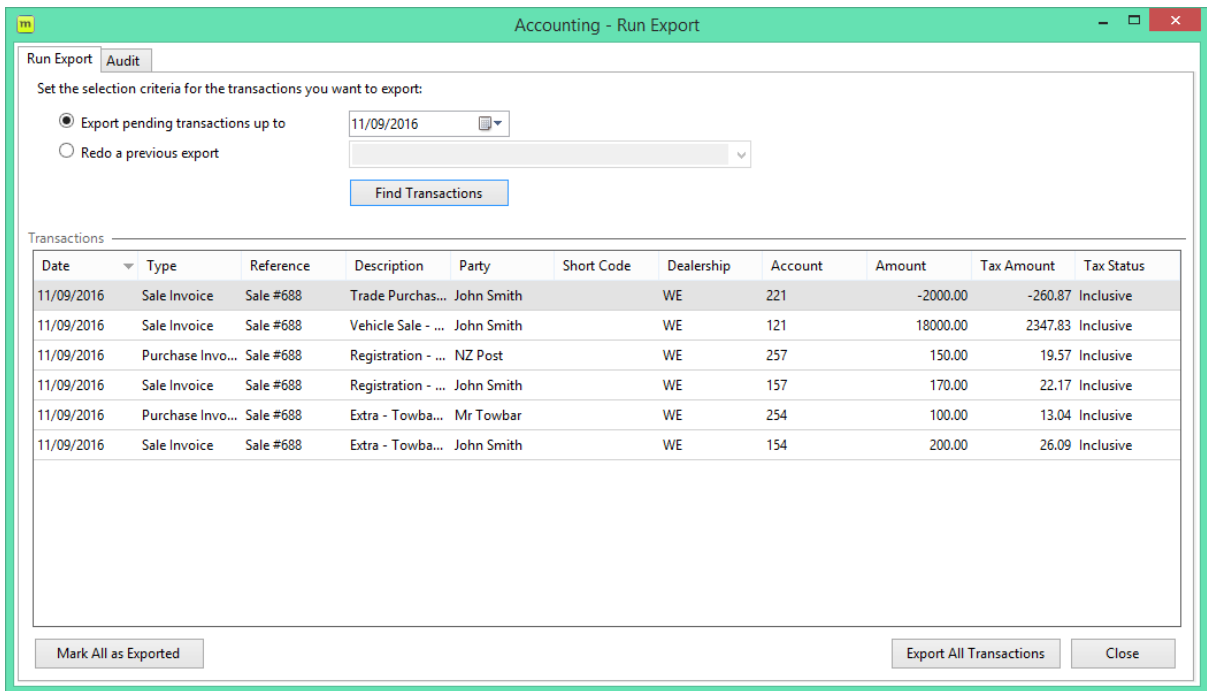 m Accounting - Run Export
Run Export Audit
Set the selection criteria for the transactions you want to export:
Export pending transactions up to 11/09/2016
Redo a previous export
Find Transactions
Transactions
Date Type Reference Description Party Short Code Dealership Account Amount Tax Amount Tax Status
11/09/2016 Sale Invoice Sale #688 Trade Purchas... John Smith WE 221 -2000.00 -260.87 Inclusive
11/09/2016 Sale Invoice Sale #688 Vehicle Sale - ... John Smith WE 121 18000.00 2347.83 Inclusive
11/09/2016 Purchase Invo... Sale #688 Registration - ... NZ Post WE 257 150.00 19.57 Inclusive
11/09/2016 Sale Invoice Sale #688 Registration - ... John Smith WE 157 170.00 22.17 Inclusive
11/09/2016 Purchase Invo... Sale #688 Extra - Towba... Mr Towbar WE 254 100.00 13.04 Inclusive
11/09/2016 Sale Invoice Sale #688 Extra - Towba... John Smith WE 154 200.00 26.09 Inclusive
Mark All as Exported Export All Transactions Close